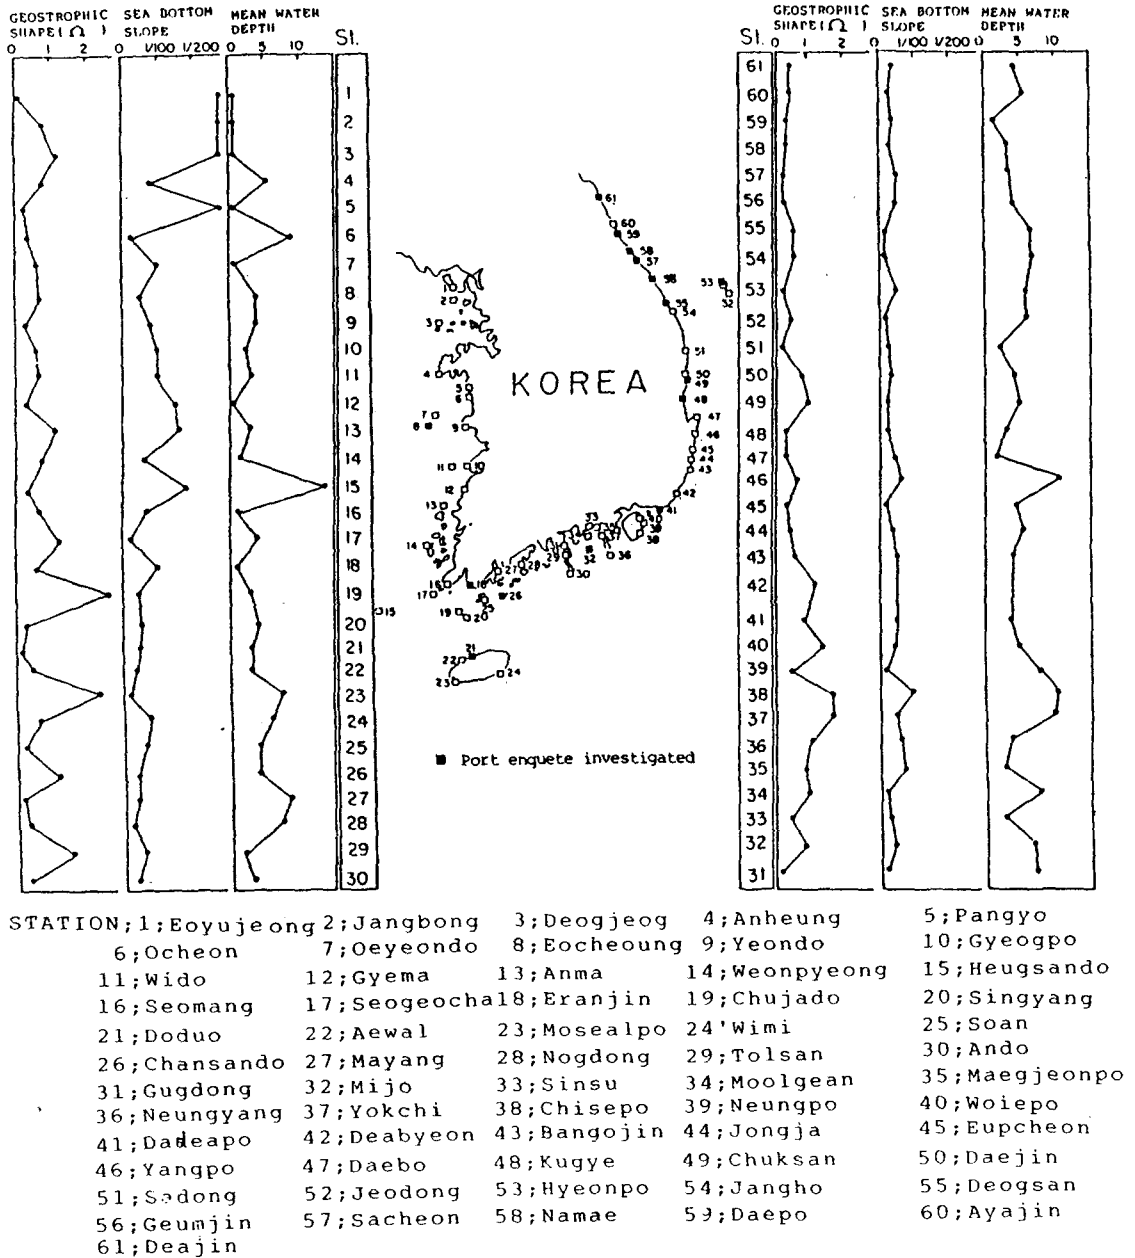 GEOSTROPHIC SEA BOTTOM MEAN WATER
SHAPE(Ω) SLOPE DEPTH
0 1 2 0 1/100 1/200 0 5 10 St.
GEOSTROPHIC SEA BOTTOM MEAN WATER
SHAPE(Ω) SLOPE DEPTH
St. 0 2 0 1/100 1/200 0 5 10
1
2
3
4
5
6
7
8
9
10
11
12
13
14
15
16
17
18
19
20
21
22
23
24
25
26
27
28
29
30
KOREA
■ Port enquete investigated
61
60
59
58
57
56
55
54
53
52
51
50
49
48
47
46
45
44
43
42
41
40
39
38
37
36
35
34
33
32
31
STATION; 1;Eoyujeong 2;Jangbong 3;Deogjeog 4;Anheung 5;Pangyo
6;Ocheon 7;Oeyeondo 8;Eocheoung 9;Yeondo 10;Gyeogpo
11;Wido 12;Gyema 13;Anma 14;Weonpyeong 15;Heugsando
16;Seomang 17;Seogeocha 18;Eranjin 19;Chujado 20;Singyang
21;Doduo 22;Aewal 23;Mosealpo 24'Wimi 25;Soan
26;Chansando 27;Mayang 28;Nogdong 29;Tolsan 30;Ando
31;Gugdong 32;Mijo 33;Sinsu 34;Moolgean 35;Maegjeonpo
36;Neungyang 37;Yokchi 38;Chisepo 39;Neungpo 40;Woiepo
41;Dadeapo 42;Deabyeon 43;Bangojin 44;Jongja 45;Eupcheon
46;Yangpo 47;Daebo 48;Kugye 49;Chuksan 50;Daejin
51;Sadong 52;Jeodong 53;Hyeonpo 54;Jangho 55;Deogsan
56;Geumjin 57;Sacheon 58;Namae 59;Daepo 60;Ayajin
61;Deajin